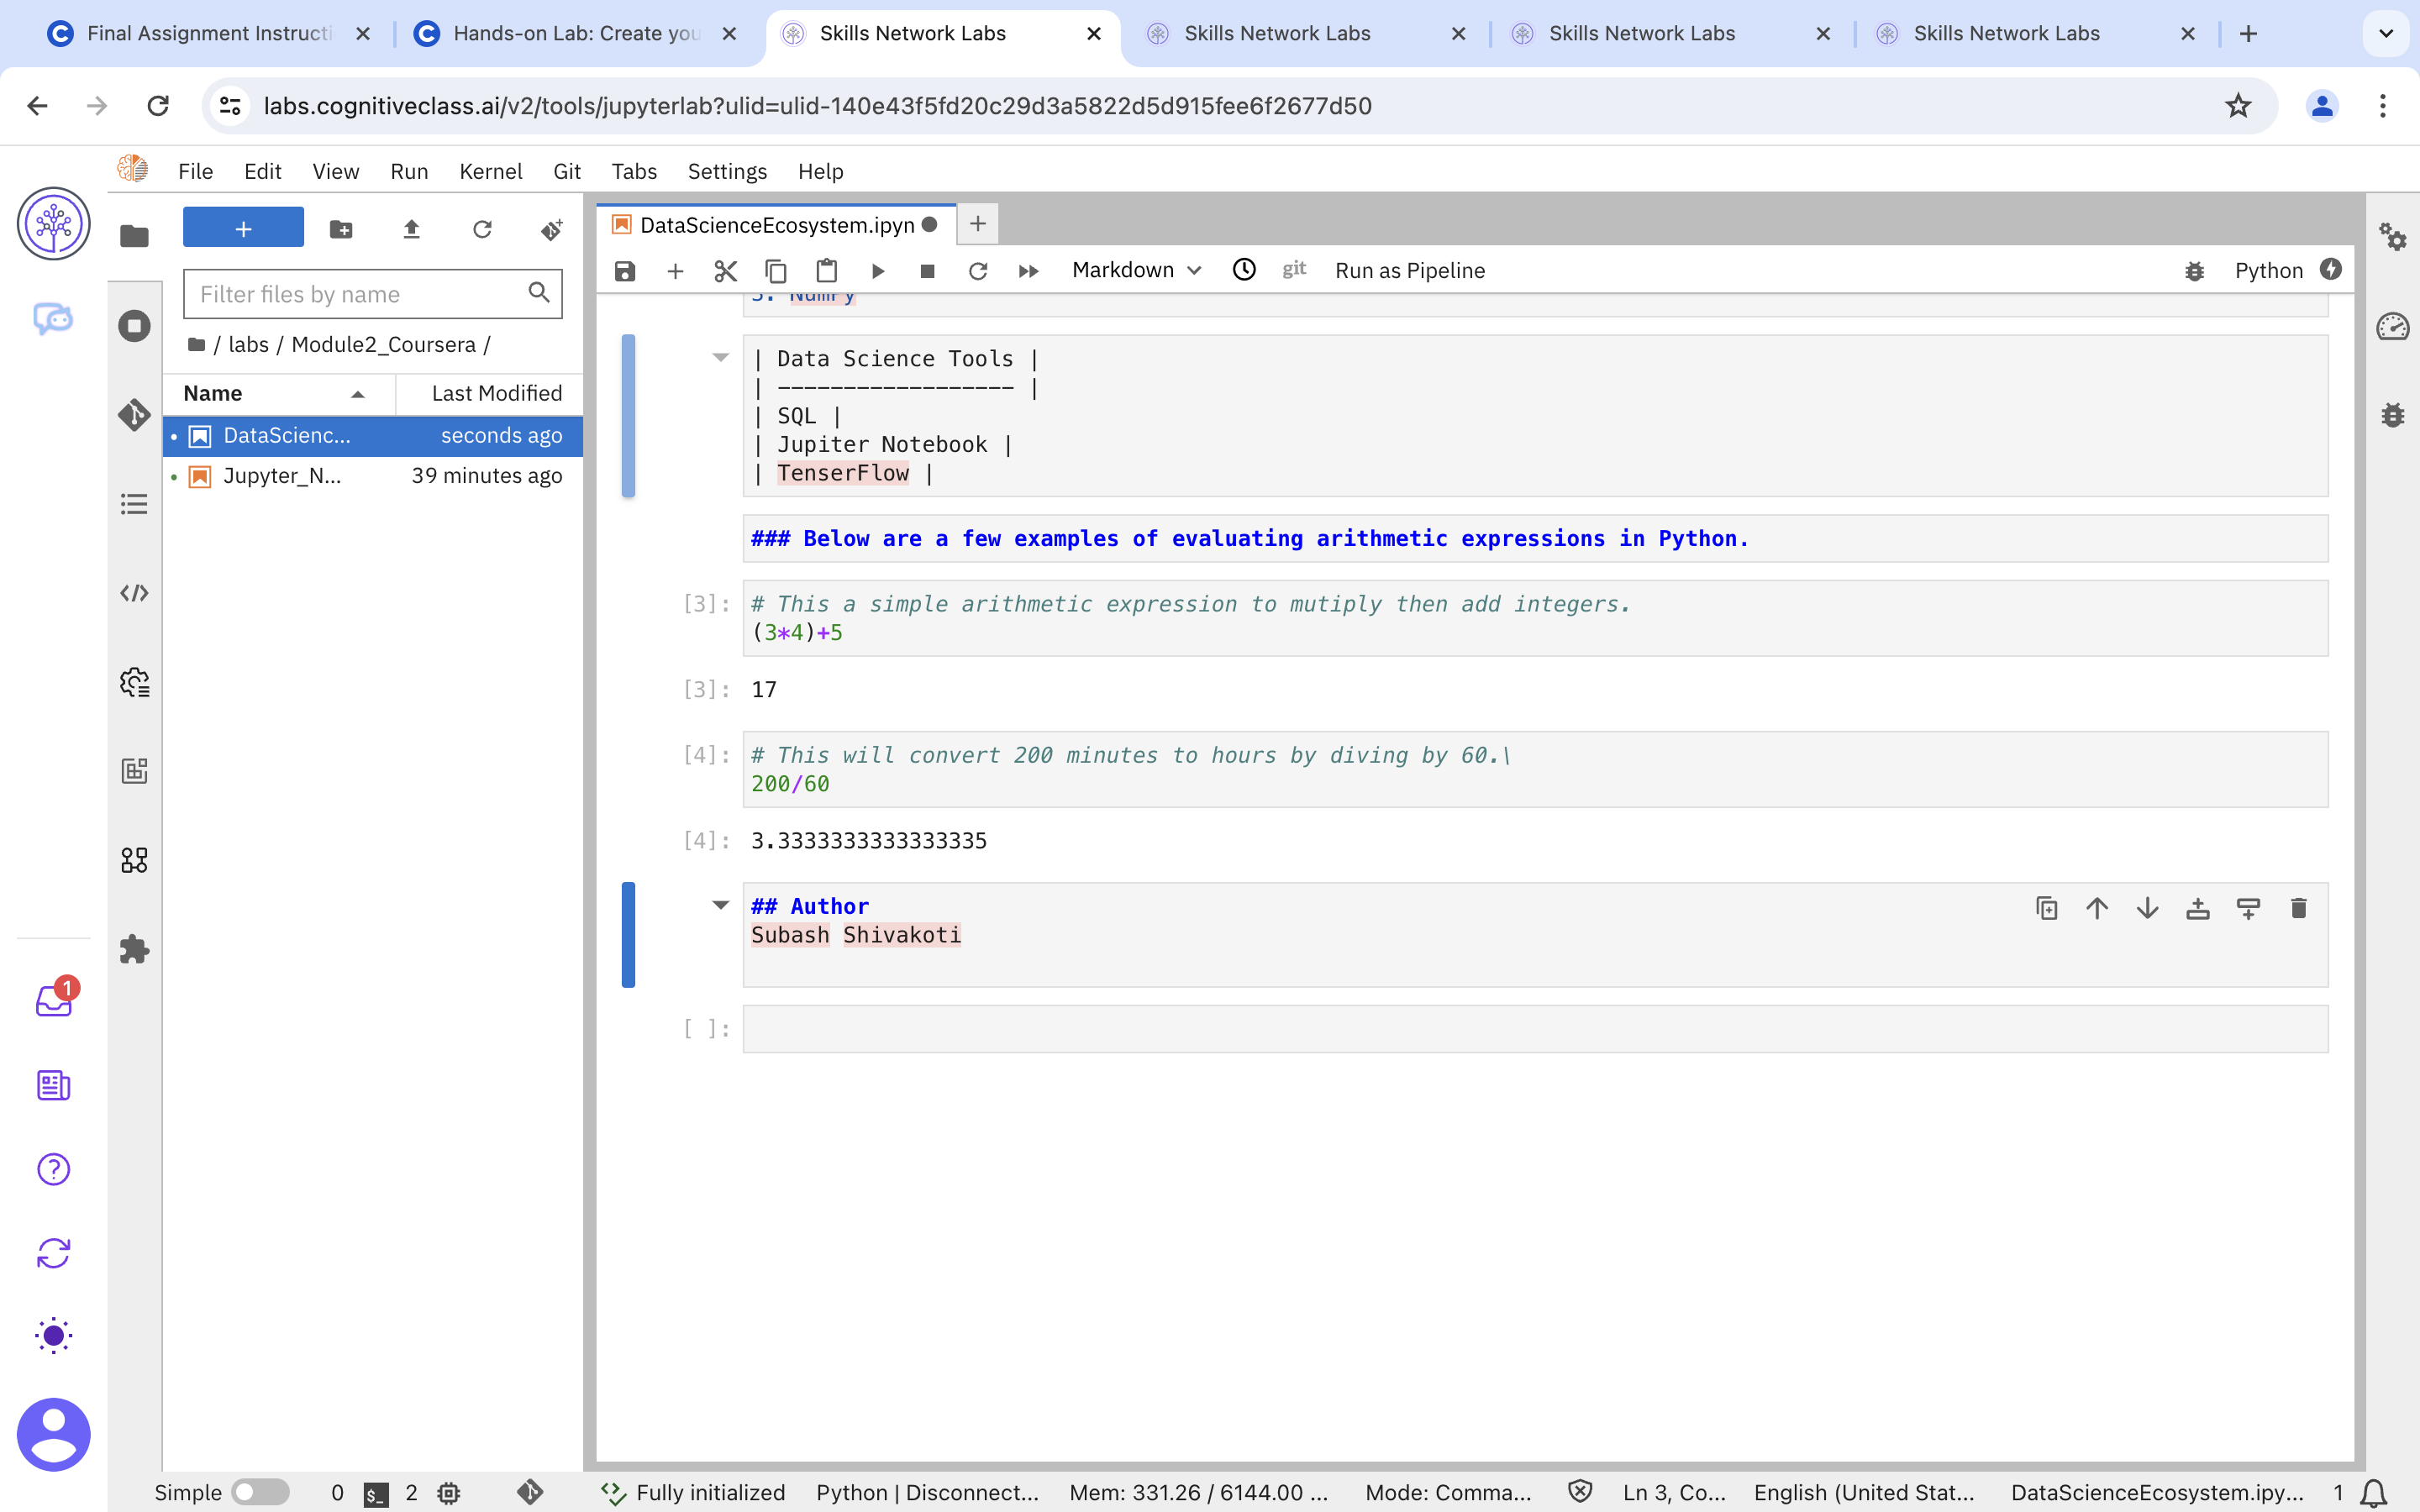 Final Assignment Instructi
Hands-on Lab: Create you
Skills Network Labs
Skills Network Labs
Skills Network Labs
Skills Network Labs
labs.cognitiveclass.ai/v2/tools/jupyterlab?ulid=ulid-140e43f5fd20c29d3a5822d5d915fee6f2677d50
File Edit View Run Kernel Git Tabs Settings Help
DataScienceEcosystem.ipyn
Markdown
git
Run as Pipeline
Python
Filter files by name
/ labs / Module2_Coursera /
Name Last Modified
DataScienc... seconds ago
Jupyter_N... 39 minutes ago
3. NumPy
| Data Science Tools |
| ------------------ |
| SQL |
| Jupiter Notebook |
| TenserFlow |
### Below are a few examples of evaluating arithmetic expressions in Python.
[3]: # This a simple arithmetic expression to mutiply then add integers.
(3*4)+5
[3]: 17
[4]: # This will convert 200 minutes to hours by diving by 60.\
200/60
[4]: 3.3333333333333335
## Author
Subash Shivakoti
[ ]:
1
Simple 0 $_ 2 Fully initialized Python | Disconnect... Mem: 331.26 / 6144.00 ... Mode: Comma... Ln 3, Co... English (United Stat... DataScienceEcosystem.ipy... 1